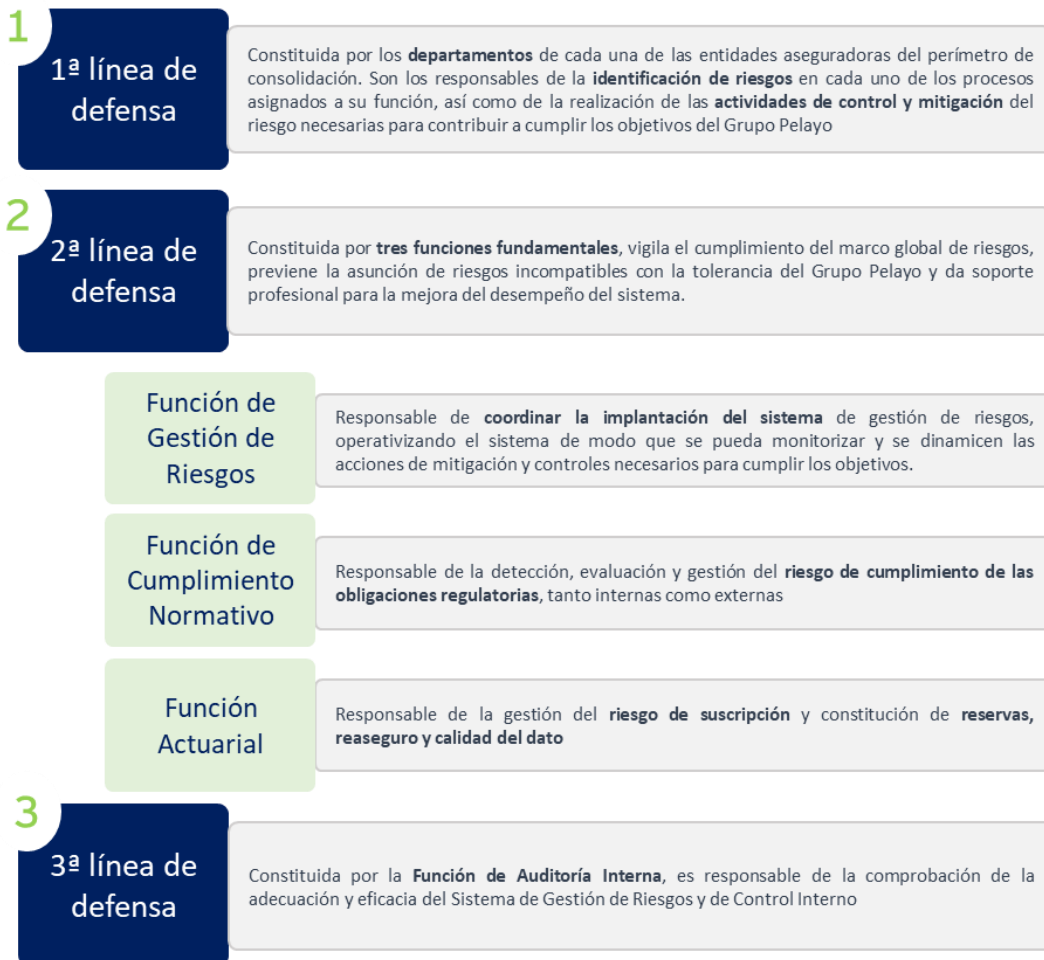 1
1ª línea de
defensa
Constituida por los departamentos de cada una de las entidades aseguradoras del perímetro de
consolidación. Son los responsables de la identificación de riesgos en cada uno de los procesos
asignados a su función, así como de la realización de las actividades de control y mitigación del
riesgo necesarias para contribuir a cumplir los objetivos del Grupo Pelayo
2
2ª línea de
defensa
Constituida por tres funciones fundamentales, vigila el cumplimiento del marco global de riesgos,
previene la asunción de riesgos incompatibles con la tolerancia del Grupo Pelayo y da soporte
profesional para la mejora del desempeño del sistema.
Función de
Gestión de
Riesgos
Responsable de coordinar la implantación del sistema de gestión de riesgos,
operativizando el sistema de modo que se pueda monitorizar y se dinamicen las
acciones de mitigación y controles necesarios para cumplir los objetivos.
Función de
Cumplimiento
Normativo
Responsable de la detección, evaluación y gestión del riesgo de cumplimiento de las
obligaciones regulatorias, tanto internas como externas
Función
Actuarial
Responsable de la gestión del riesgo de suscripción y constitución de reservas,
reaseguro y calidad del dato
3
3ª línea de
defensa
Constituida por la Función de Auditoría Interna, es responsable de la comprobación de la
adecuación y eficacia del Sistema de Gestión de Riesgos y de Control Interno